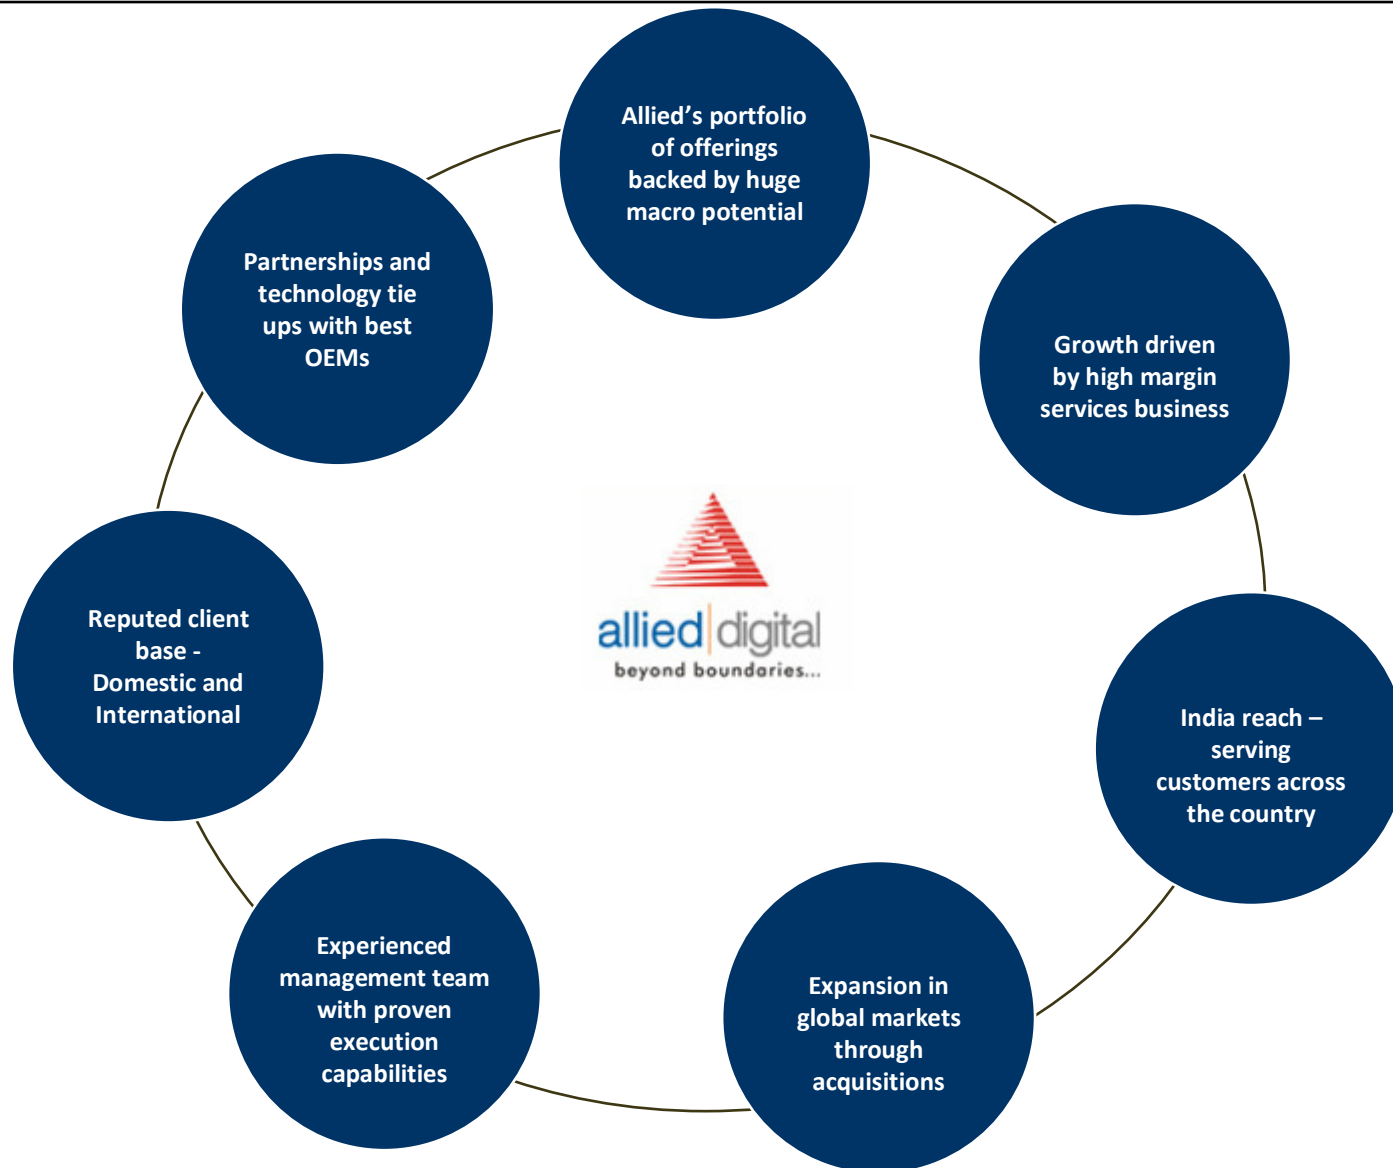 Allied’s portfolio
of offerings
backed by huge
macro potential
Growth driven
by high margin
services business
India reach –
serving
customers across
the country
Expansion in
global markets
through
acquisitions
Experienced
management team
with proven
execution
capabilities
Reputed client
base -
Domestic and
International
Partnerships and
technology tie
ups with best
OEMs
allied|digital
beyond boundaries...